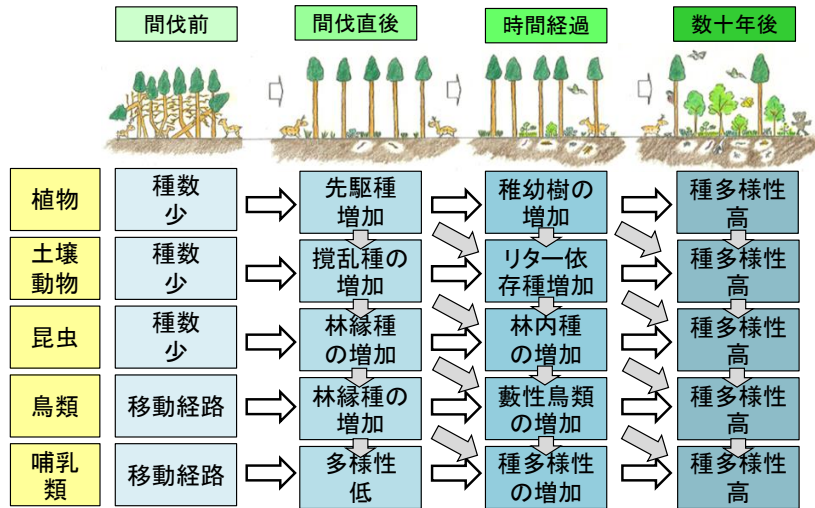 間伐前
間伐直後
時間経過
数十年後
植物
種数
少
先駆種
増加
稚幼樹の
増加
種多様性
高
土壌
動物
種数
少
撹乱種の
増加
リター依
存種増加
種多様性
高
昆虫
種数
少
林縁種
の増加
林内種
の増加
種多様性
高
鳥類
移動経路
林縁種の
増加
藪性鳥類
の増加
種多様性
高
哺乳
類
移動経路
多様性
低
種多様性
の増加
種多様性
高